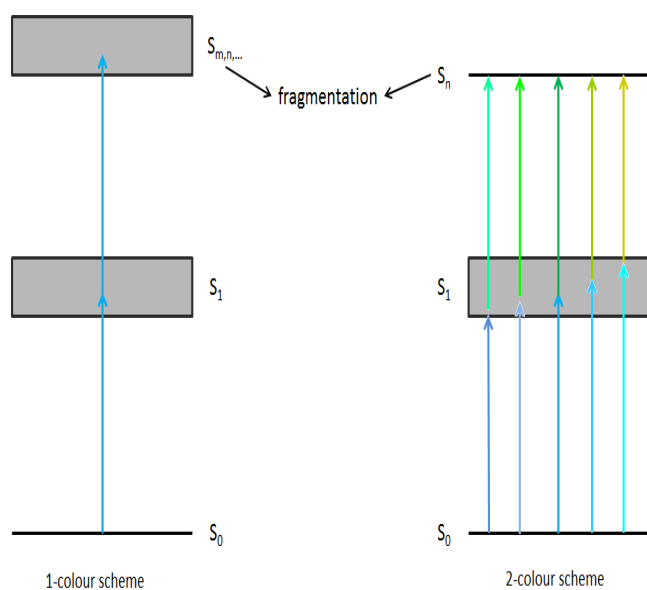 S_m,n,...
fragmentation
S_n
S_1
S_1
S_0
S_0
1-colour scheme
2-colour scheme